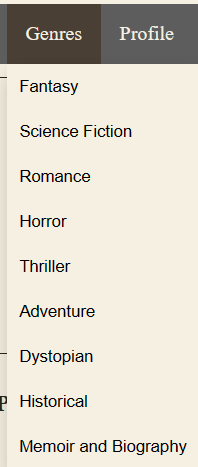 Genres Profile
Fantasy
Science Fiction
Romance
Horror
Thriller
Adventure
Dystopian
P
Historical
Memoir and Biography